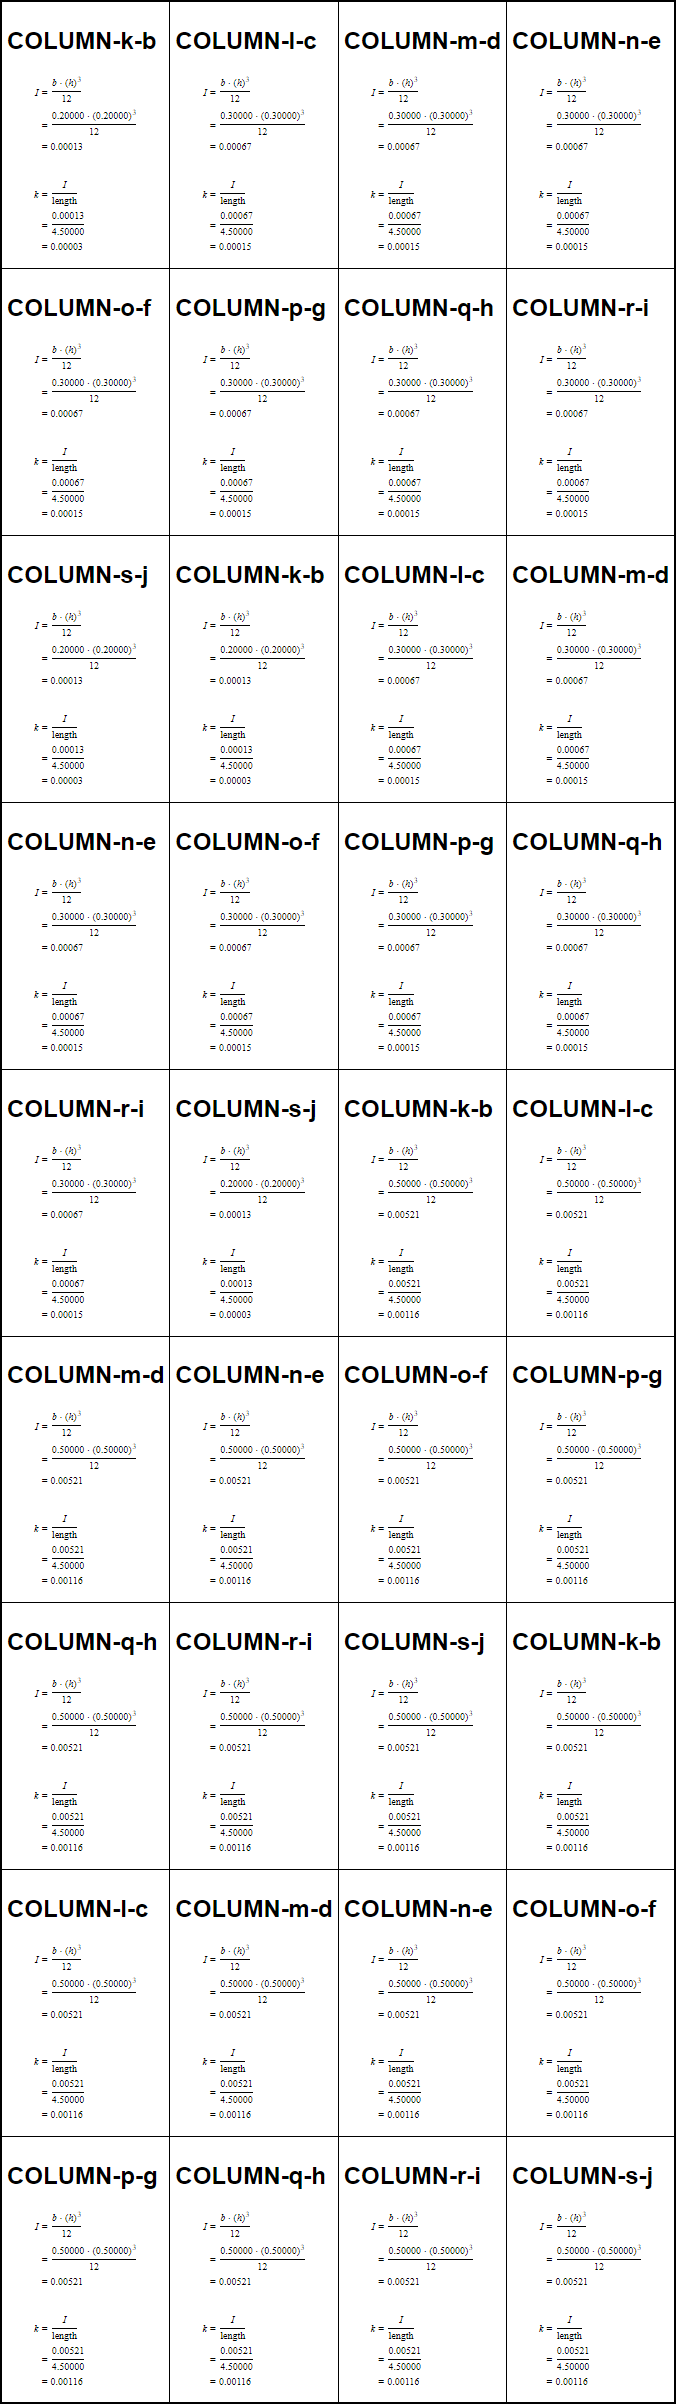 COLUMN-k-b
I = b · (h)³ / 12
= 0.20000 · (0.20000)³ / 12
= 0.00013
k = I / length
= 0.00013 / 4.50000
= 0.00003
COLUMN-l-c
I = b · (h)³ / 12
= 0.30000 · (0.30000)³ / 12
= 0.00067
k = I / length
= 0.00067 / 4.50000
= 0.00015
COLUMN-m-d
I = b · (h)³ / 12
= 0.30000 · (0.30000)³ / 12
= 0.00067
k = I / length
= 0.00067 / 4.50000
= 0.00015
COLUMN-n-e
I = b · (h)³ / 12
= 0.30000 · (0.30000)³ / 12
= 0.00067
k = I / length
= 0.00067 / 4.50000
= 0.00015
COLUMN-o-f
I = b · (h)³ / 12
= 0.30000 · (0.30000)³ / 12
= 0.00067
k = I / length
= 0.00067 / 4.50000
= 0.00015
COLUMN-p-g
I = b · (h)³ / 12
= 0.30000 · (0.30000)³ / 12
= 0.00067
k = I / length
= 0.00067 / 4.50000
= 0.00015
COLUMN-q-h
I = b · (h)³ / 12
= 0.30000 · (0.30000)³ / 12
= 0.00067
k = I / length
= 0.00067 / 4.50000
= 0.00015
COLUMN-r-i
I = b · (h)³ / 12
= 0.30000 · (0.30000)³ / 12
= 0.00067
k = I / length
= 0.00067 / 4.50000
= 0.00015
COLUMN-s-j
I = b · (h)³ / 12
= 0.20000 · (0.20000)³ / 12
= 0.00013
k = I / length
= 0.00013 / 4.50000
= 0.00003
COLUMN-k-b
I = b · (h)³ / 12
= 0.20000 · (0.20000)³ / 12
= 0.00013
k = I / length
= 0.00013 / 4.50000
= 0.00003
COLUMN-l-c
I = b · (h)³ / 12
= 0.30000 · (0.30000)³ / 12
= 0.00067
k = I / length
= 0.00067 / 4.50000
= 0.00015
COLUMN-m-d
I = b · (h)³ / 12
= 0.30000 · (0.30000)³ / 12
= 0.00067
k = I / length
= 0.00067 / 4.50000
= 0.00015
COLUMN-n-e
I = b · (h)³ / 12
= 0.30000 · (0.30000)³ / 12
= 0.00067
k = I / length
= 0.00067 / 4.50000
= 0.00015
COLUMN-o-f
I = b · (h)³ / 12
= 0.30000 · (0.30000)³ / 12
= 0.00067
k = I / length
= 0.00067 / 4.50000
= 0.00015
COLUMN-p-g
I = b · (h)³ / 12
= 0.30000 · (0.30000)³ / 12
= 0.00067
k = I / length
= 0.00067 / 4.50000
= 0.00015
COLUMN-q-h
I = b · (h)³ / 12
= 0.30000 · (0.30000)³ / 12
= 0.00067
k = I / length
= 0.00067 / 4.50000
= 0.00015
COLUMN-r-i
I = b · (h)³ / 12
= 0.30000 · (0.30000)³ / 12
= 0.00067
k = I / length
= 0.00067 / 4.50000
= 0.00015
COLUMN-s-j
I = b · (h)³ / 12
= 0.20000 · (0.20000)³ / 12
= 0.00013
k = I / length
= 0.00013 / 4.50000
= 0.00003
COLUMN-k-b
I = b · (h)³ / 12
= 0.50000 · (0.50000)³ / 12
= 0.00521
k = I / length
= 0.00521 / 4.50000
= 0.00116
COLUMN-l-c
I = b · (h)³ / 12
= 0.50000 · (0.50000)³ / 12
= 0.00521
k = I / length
= 0.00521 / 4.50000
= 0.00116
COLUMN-m-d
I = b · (h)³ / 12
= 0.50000 · (0.50000)³ / 12
= 0.00521
k = I / length
= 0.00521 / 4.50000
= 0.00116
COLUMN-n-e
I = b · (h)³ / 12
= 0.50000 · (0.50000)³ / 12
= 0.00521
k = I / length
= 0.00521 / 4.50000
= 0.00116
COLUMN-o-f
I = b · (h)³ / 12
= 0.50000 · (0.50000)³ / 12
= 0.00521
k = I / length
= 0.00521 / 4.50000
= 0.00116
COLUMN-p-g
I = b · (h)³ / 12
= 0.50000 · (0.50000)³ / 12
= 0.00521
k = I / length
= 0.00521 / 4.50000
= 0.00116
COLUMN-q-h
I = b · (h)³ / 12
= 0.50000 · (0.50000)³ / 12
= 0.00521
k = I / length
= 0.00521 / 4.50000
= 0.00116
COLUMN-r-i
I = b · (h)³ / 12
= 0.50000 · (0.50000)³ / 12
= 0.00521
k = I / length
= 0.00521 / 4.50000
= 0.00116
COLUMN-s-j
I = b · (h)³ / 12
= 0.50000 · (0.50000)³ / 12
= 0.00521
k = I / length
= 0.00521 / 4.50000
= 0.00116
COLUMN-k-b
I = b · (h)³ / 12
= 0.50000 · (0.50000)³ / 12
= 0.00521
k = I / length
= 0.00521 / 4.50000
= 0.00116
COLUMN-l-c
I = b · (h)³ / 12
= 0.50000 · (0.50000)³ / 12
= 0.00521
k = I / length
= 0.00521 / 4.50000
= 0.00116
COLUMN-m-d
I = b · (h)³ / 12
= 0.50000 · (0.50000)³ / 12
= 0.00521
k = I / length
= 0.00521 / 4.50000
= 0.00116
COLUMN-n-e
I = b · (h)³ / 12
= 0.50000 · (0.50000)³ / 12
= 0.00521
k = I / length
= 0.00521 / 4.50000
= 0.00116
COLUMN-o-f
I = b · (h)³ / 12
= 0.50000 · (0.50000)³ / 12
= 0.00521
k = I / length
= 0.00521 / 4.50000
= 0.00116
COLUMN-p-g
I = b · (h)³ / 12
= 0.50000 · (0.50000)³ / 12
= 0.00521
k = I / length
= 0.00521 / 4.50000
= 0.00116
COLUMN-q-h
I = b · (h)³ / 12
= 0.50000 · (0.50000)³ / 12
= 0.00521
k = I / length
= 0.00521 / 4.50000
= 0.00116
COLUMN-r-i
I = b · (h)³ / 12
= 0.50000 · (0.50000)³ / 12
= 0.00521
k = I / length
= 0.00521 / 4.50000
= 0.00116
COLUMN-s-j
I = b · (h)³ / 12
= 0.50000 · (0.50000)³ / 12
= 0.00521
k = I / length
= 0.00521 / 4.50000
= 0.00116